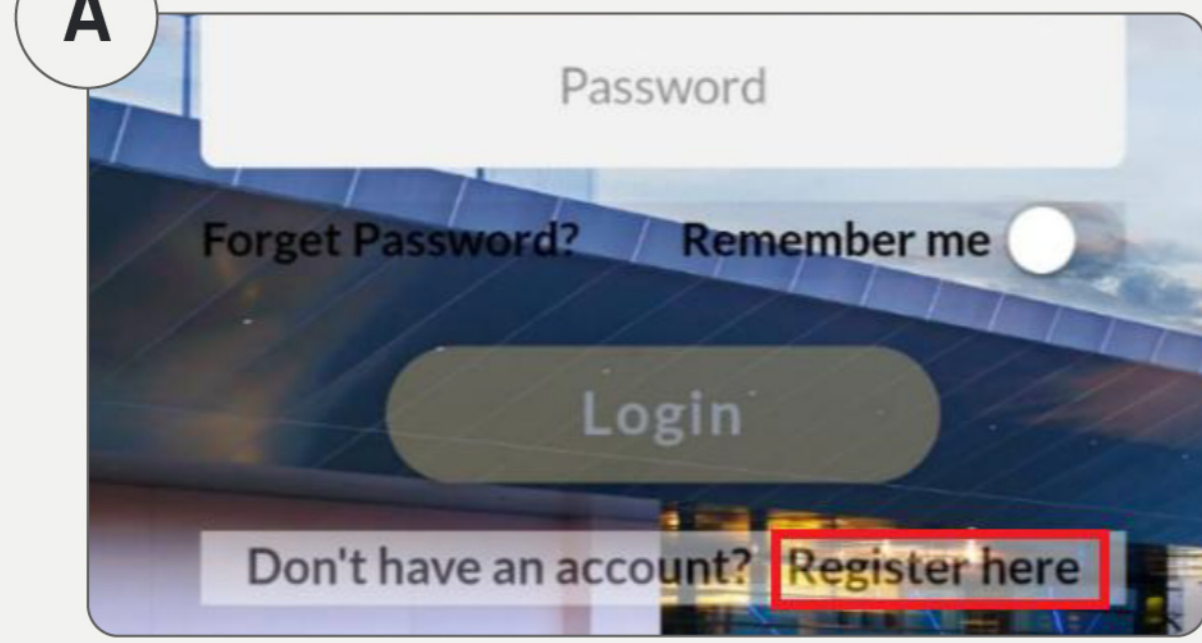 A
Password
Forget Password? Remember me
Login
Don't have an account? Register here